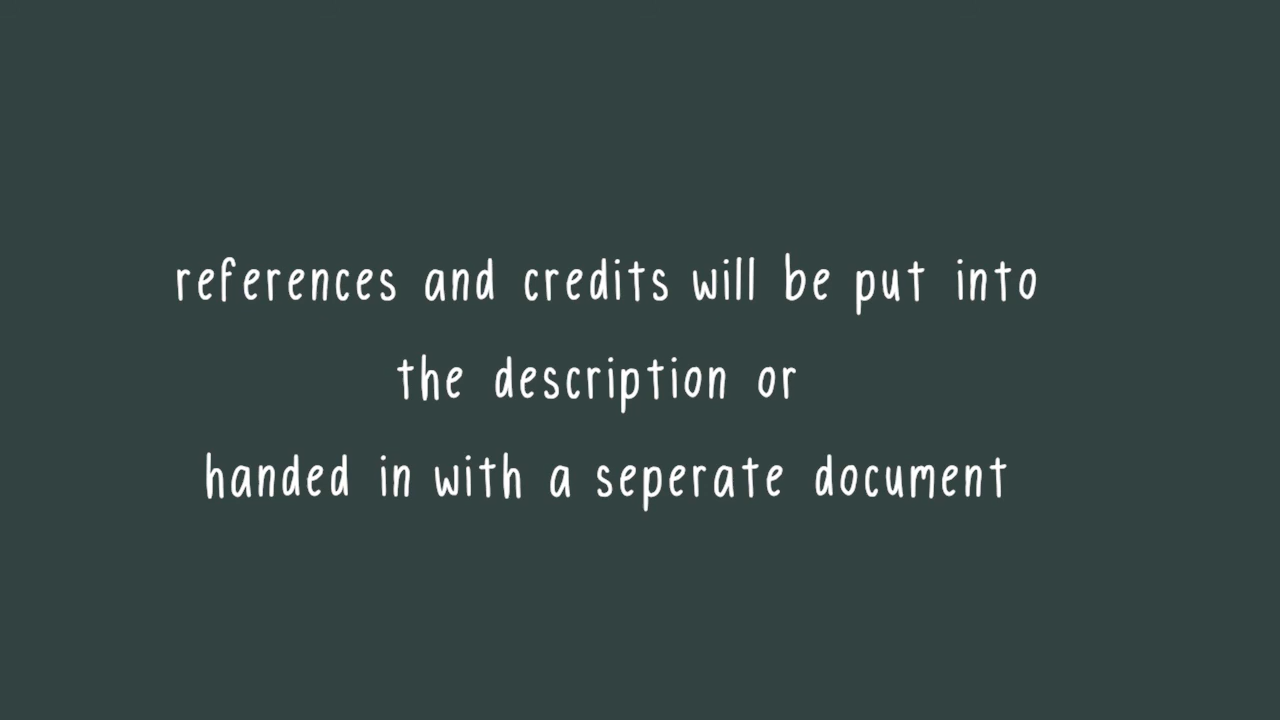 references and credits will be put into
the description or
handed in with a seperate document